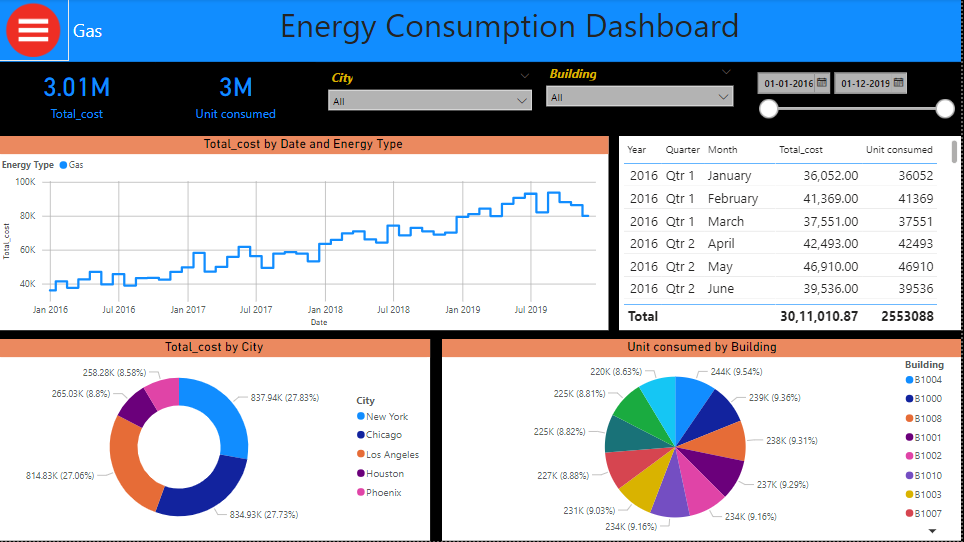 Gas
Energy Consumption Dashboard
3.01M
Total_cost
3M
Unit consumed
City
All
Building
All
01-01-2016
01-12-2019
Total_cost by Date and Energy Type
Energy Type Gas
100K
80K
60K
40K
Total_cost
Jan 2016 Jul 2016 Jan 2017 Jul 2017 Jan 2018 Jul 2018 Jan 2019 Jul 2019
Date
Year Quarter Month Total_cost Unit consumed
2016 Qtr 1 January 36,052.00 36052
2016 Qtr 1 February 41,369.00 41369
2016 Qtr 1 March 37,551.00 37551
2016 Qtr 2 April 42,493.00 42493
2016 Qtr 2 May 46,910.00 46910
2016 Qtr 2 June 39,536.00 39536
Total 30,11,010.87 2553088
Total_cost by City
258.28K (8.58%)
265.03K (8.8%)
837.94K (27.83%)
814.83K (27.06%)
834.93K (27.73%)
City
New York
Chicago
Los Angeles
Houston
Phoenix
Unit consumed by Building
220K (8.63%)
244K (9.54%)
225K (8.81%)
239K (9.36%)
225K (8.82%)
238K (9.31%)
227K (8.88%)
237K (9.29%)
231K (9.03%)
234K (9.16%)
234K (9.16%)
Building
B1004
B1000
B1008
B1001
B1002
B1010
B1003
B1007